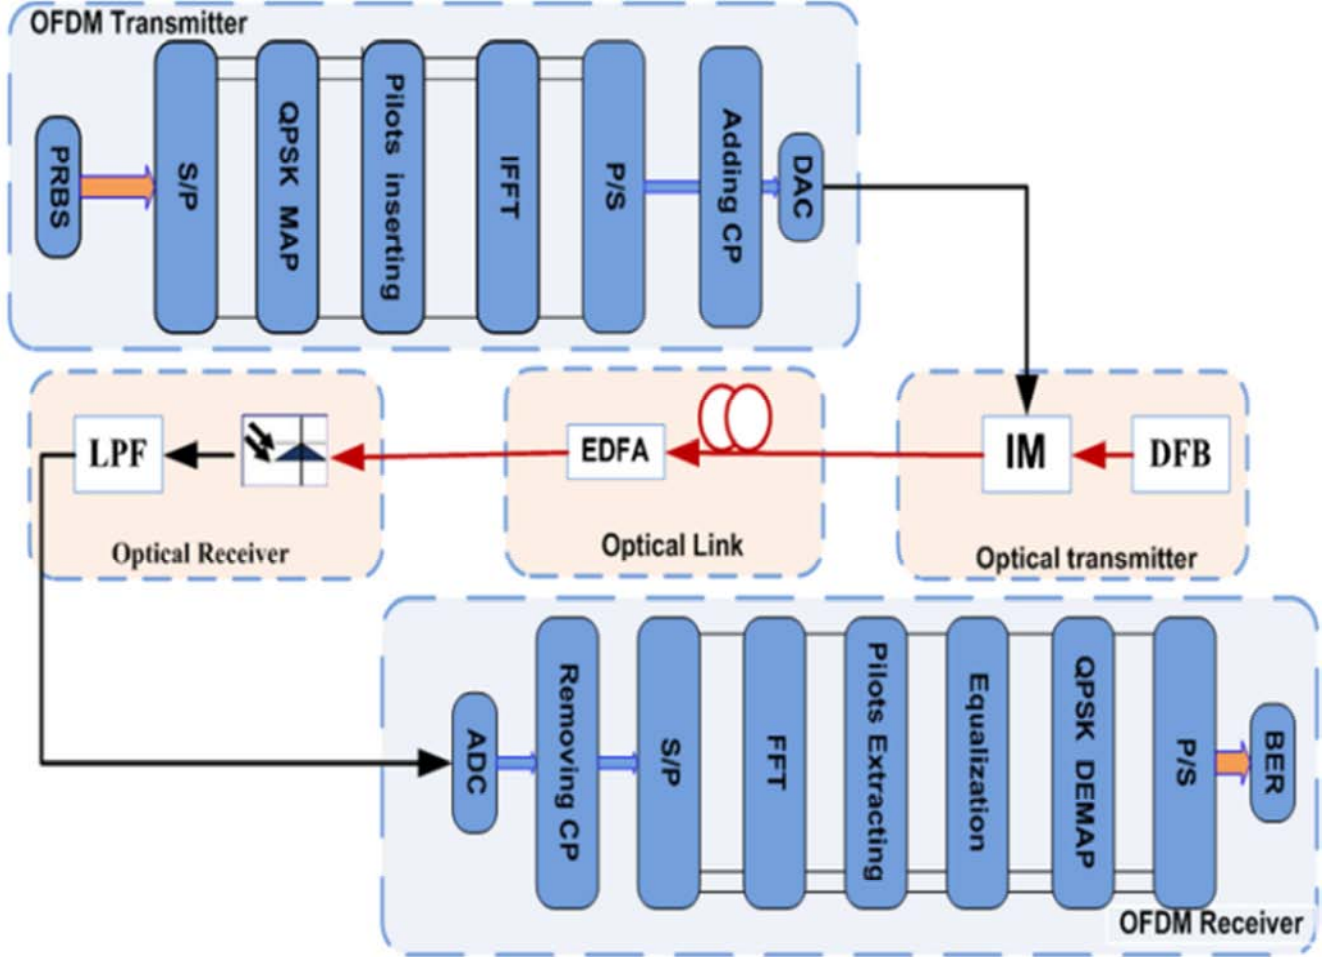 OFDM Transmitter
PRBS
S/P
QPSK MAP
Pilots inserting
IFFT
P/S
Adding CP
DAC
LPF
EDFA
IM
DFB
Optical Receiver
Optical Link
Optical transmitter
ADC
Removing CP
S/P
FFT
Pilots Extracting
Equalization
QPSK DEMAP
P/S
BER
OFDM Receiver